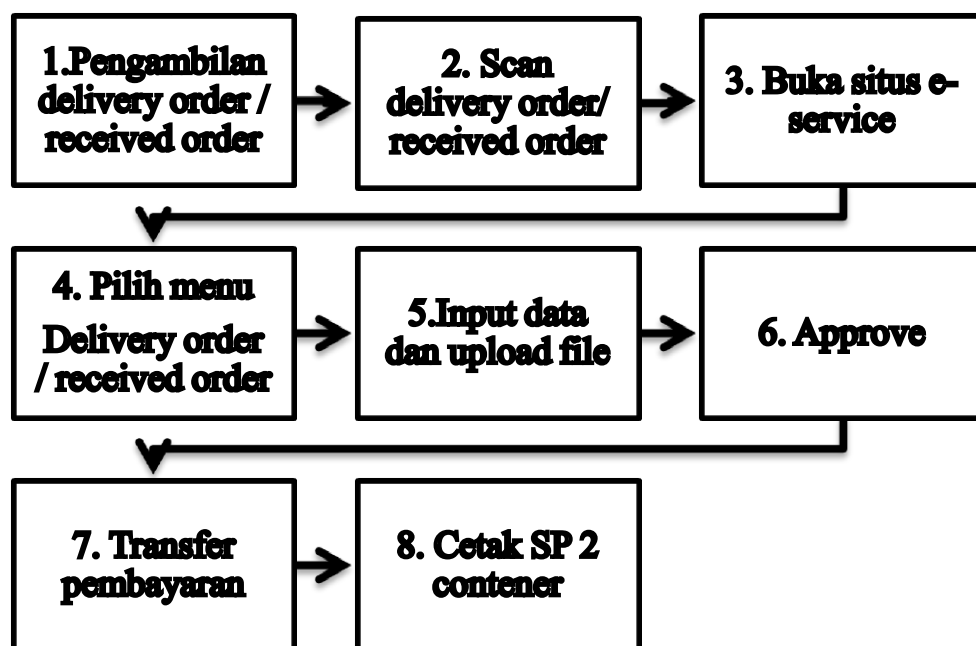 1.Pengambilan
delivery order /
received order
2. Scan
delivery order/
received order
3. Buka situs e-
service
4. Pilih menu
Delivery order
/ received order
5.Input data
dan upload file
6. Approve
7. Transfer
pembayaran
8. Cetak SP 2
contener